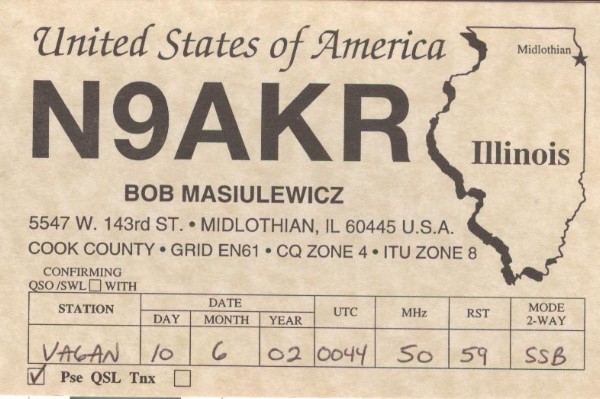 United States of America
Midlothian
N9AKR
Illinois
BOB MASIULEWICZ
5547 W. 143rd ST. • MIDLOTHIAN, IL 60445 U.S.A.
COOK COUNTY • GRID EN61 • CQ ZONE 4 • ITU ZONE 8
CONFIRMING
QSO/SWL WITH
STATION DATE UTC MHz RST MODE
DAY MONTH YEAR 2-WAY
VA6AN 10 6 02 0044 50 59 SSB
Pse QSL Tnx